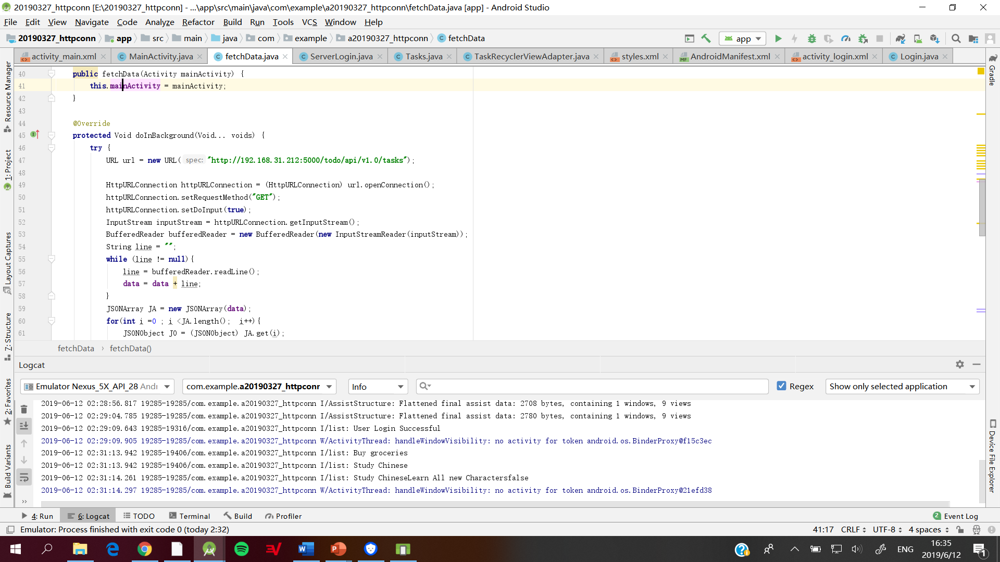 20190327_httpconn [E:\20190327_httpconn] - ...\app\src\main\java\com\example\a20190327_httpconn\fetchData.java [app] - Android Studio
File Edit View Navigate Code Analyze Refactor Build Run Tools VCS Window Help
20190327_httpconn app src main java com example a20190327_httpconn fetchData app
activity_main.xml MainActivity.java fetchData.java ServerLogin.java Tasks.java TaskRecyclerViewAdapter.java styles.xml AndroidManifest.xml activity_login.xml Login.java
Resource Manager
1: Project
Layout Captures
Z: Structure
2: Favorites
Build Variants
Gradle
Device File Explorer
40 public fetchData(Activity mainActivity) {
41 this.mainActivity = mainActivity;
42 }
43
44 @Override
45 protected Void doInBackground(Void... voids) {
46 try {
47 URL url = new URL( spec: "http://192.168.31.212:5000/todo/api/v1.0/tasks");
48
49 HttpURLConnection httpURLConnection = (HttpURLConnection) url.openConnection();
50 httpURLConnection.setRequestMethod("GET");
51 httpURLConnection.setDoInput(true);
52 InputStream inputStream = httpURLConnection.getInputStream();
53 BufferedReader bufferedReader = new BufferedReader(new InputStreamReader(inputStream));
54 String line = "";
55 while (line != null){
56 line = bufferedReader.readLine();
57 data = data + line;
58 }
59 JSONArray JA = new JSONArray(data);
60 for(int i =0 ; i <JA.length(); i++){
61 JSONObject JO = (JSONObject) JA.get(i);
fetchData › fetchData()
Logcat
Emulator Nexus_5X_API_28 Andr com.example.a20190327_httpconn Info Regex Show only selected application
2019-06-12 02:28:56.817 19285-19285/com.example.a20190327_httpconn I/AssistStructure: Flattened final assist data: 2708 bytes, containing 1 windows, 9 views
2019-06-12 02:29:04.785 19285-19285/com.example.a20190327_httpconn I/AssistStructure: Flattened final assist data: 2780 bytes, containing 1 windows, 9 views
2019-06-12 02:29:09.643 19285-19316/com.example.a20190327_httpconn I/list: User Login Successful
2019-06-12 02:29:09.905 19285-19285/com.example.a20190327_httpconn W/ActivityThread: handleWindowVisibility: no activity for token android.os.BinderProxy@f15c3ec
2019-06-12 02:31:13.942 19285-19406/com.example.a20190327_httpconn I/list: Buy groceries
2019-06-12 02:31:13.942 19285-19406/com.example.a20190327_httpconn I/list: Study Chinese
2019-06-12 02:31:14.261 19285-19285/com.example.a20190327_httpconn I/list: Study ChineseLearn All new Charactersfalse
2019-06-12 02:31:14.297 19285-19285/com.example.a20190327_httpconn W/ActivityThread: handleWindowVisibility: no activity for token android.os.BinderProxy@21efd38
4: Run 6: Logcat TODO Terminal Build Profiler 2 Event Log
Emulator: Process finished with exit code 0 (today 2:32) 41:17 CRLF UTF-8 4 spaces
ENG 16:35
2019/6/12 1